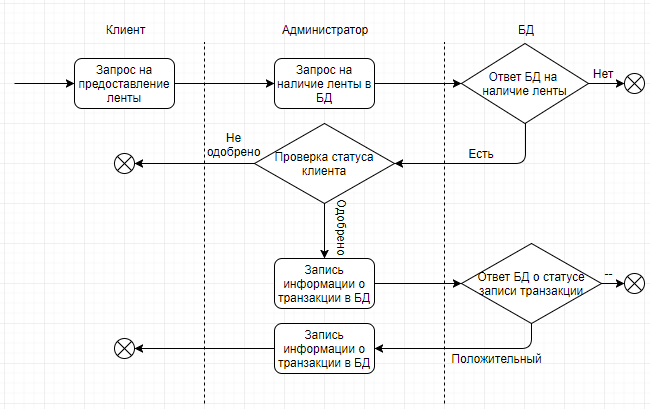 Клиент
Администратор
БД
Запрос на
предоставление
ленты
Запрос на
наличие ленты в
БД
Ответ БД на
наличие ленты
Нет
Не
одобрено
Проверка статуса
клиента
Есть
Одобрено
Запись
информации о
транзакции в БД
Ответ БД о статусе
записи транзакции
--
Запись
информации о
транзакции в БД
Положительный